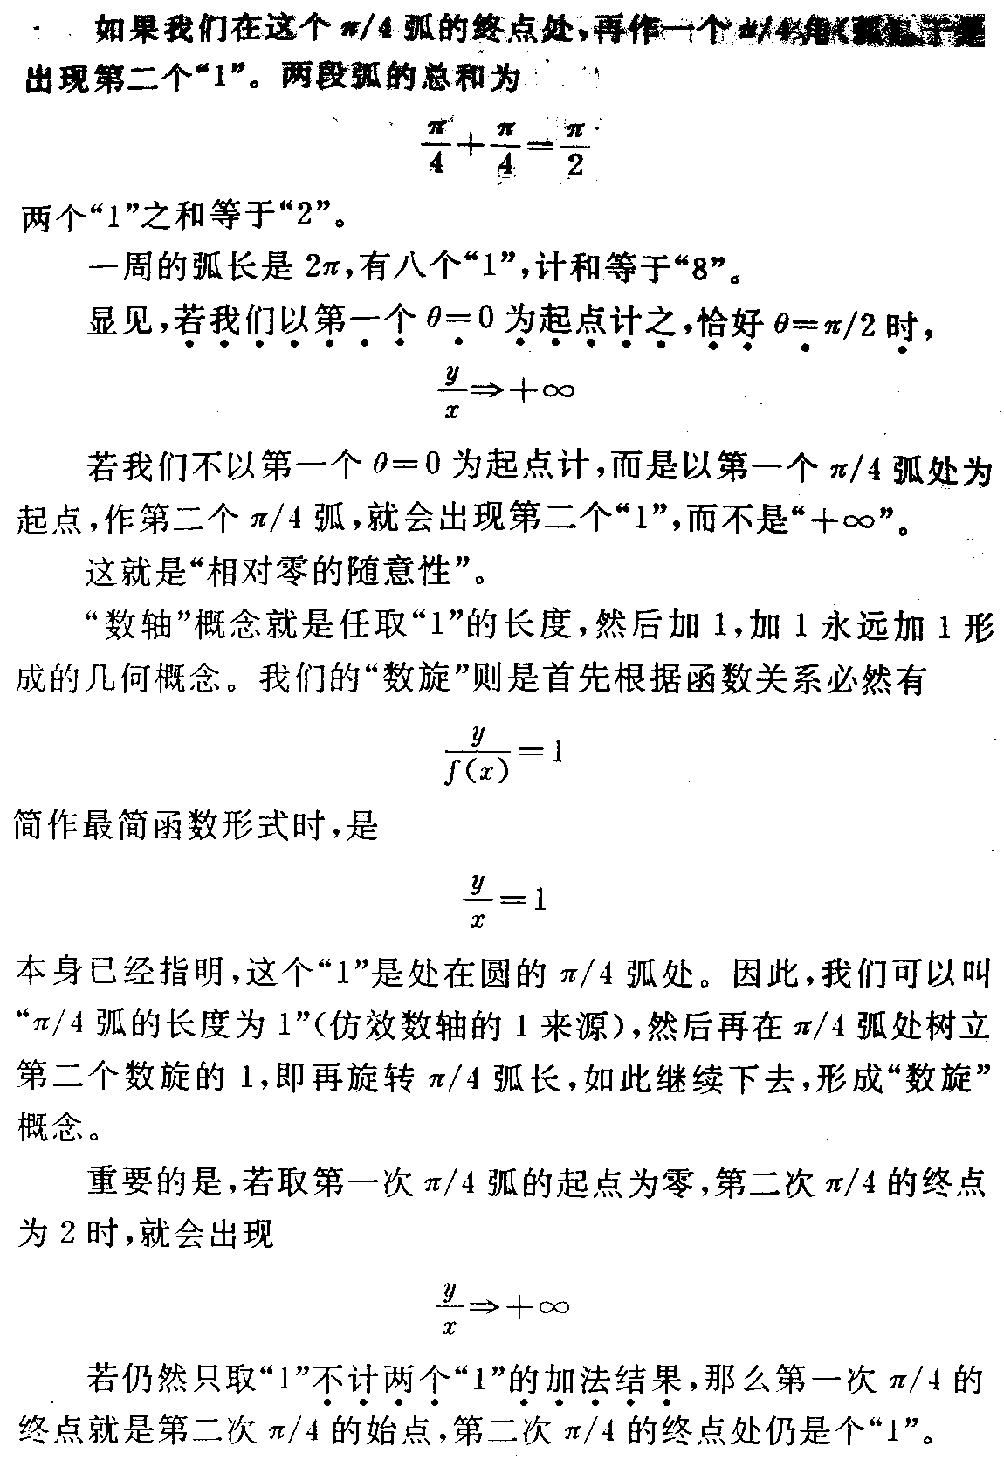 如果我们在这个 π/4 弧的终点处,再作一个 π/4 角
出现第二个“1”。两段弧的总和为
π/4+π/4=π/2
两个“1”之和等于“2”。
一周的弧长是 2π,有八个“1”,计和等于“8”。
显见,若我们以第一个 θ=0 为起点计之,恰好 θ=π/2 时,
y/x⇒+∞
若我们不以第一个 θ=0 为起点计,而是以第一个 π/4 弧处为
起点,作第二个 π/4 弧,就会出现第二个“1”,而不是“+∞”。
这就是“相对零的随意性”。
“数轴”概念就是任取“1”的长度,然后加 1,加 1 永远加 1 形
成的几何概念。我们的“数旋”则是首先根据函数关系必然有
y/f(x)=1
简作最简函数形式时,是
y/x=1
本身已经指明,这个“1”是处在圆的 π/4 弧处。因此,我们可以叫
“π/4 弧的长度为 1”(仿效数轴的 1 来源),然后再在 π/4 弧处树立
第二个数旋的 1,即再旋转 π/4 弧长,如此继续下去,形成“数旋”
概念。
重要的是,若取第一次 π/4 弧的起点为零,第二次 π/4 的终点
为 2 时,就会出现
y/x⇒+∞
若仍然只取“1”不计两个“1”的加法结果,那么第一次 π/4 的
终点就是第二次 π/4 的始点,第二次 π/4 的终点处仍是个“1”。